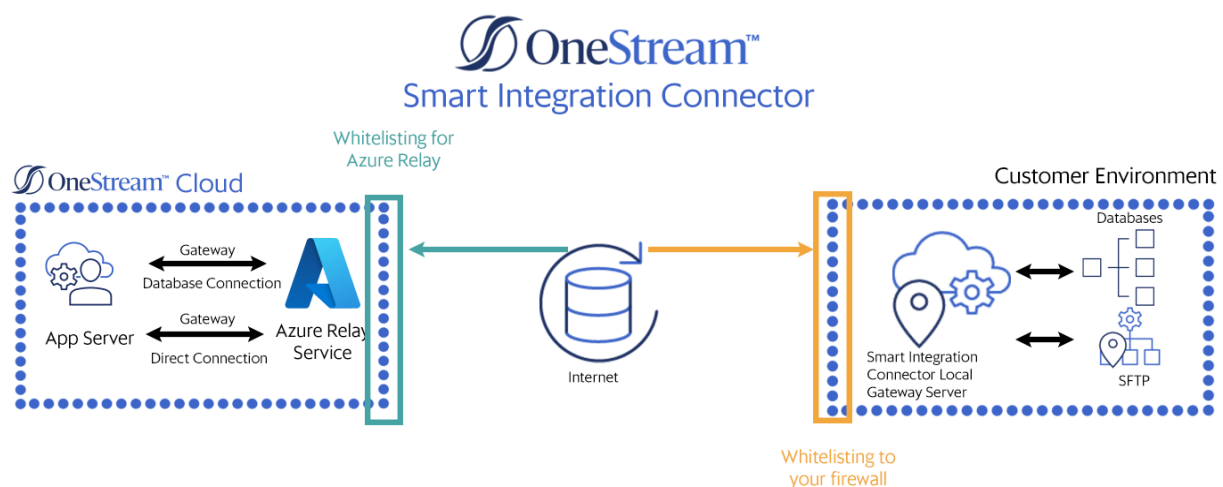 OneStream™
Smart Integration Connector
Whitelisting for
Azure Relay
OneStream™ Cloud
Customer Environment
Gateway
Database Connection
Gateway
Direct Connection
App Server
Azure Relay
Service
Internet
Databases
Smart Integration
Connector Local
Gateway Server
SFTP
Whitelisting to
your firewall